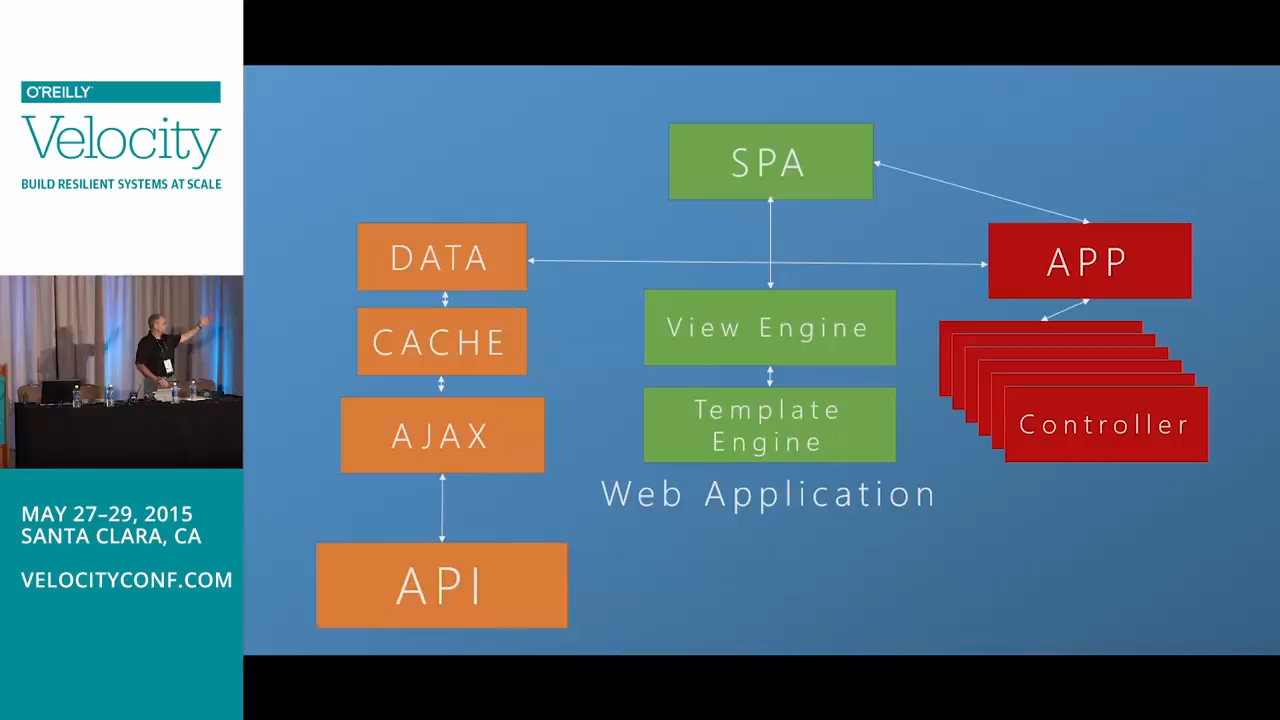 O'REILLY
Velocity
BUILD RESILIENT SYSTEMS AT SCALE
MAY 27–29, 2015
SANTA CLARA, CA
VELOCITYCONF.COM
SPA
DATA
APP
CACHE
View Engine
AJAX
Template
Engine
Controller
Web Application
API